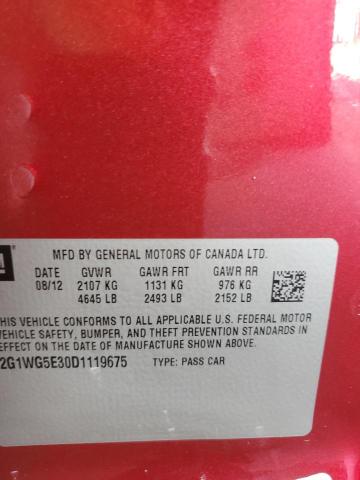 MFD BY GENERAL MOTORS OF CANADA LTD.
DATE GVWR GAWR FRT GAWR RR
08/12 2107 KG 1131 KG 976 KG
4645 LB 2493 LB 2152 LB
THIS VEHICLE CONFORMS TO ALL APPLICABLE U.S. FEDERAL MOTOR
VEHICLE SAFETY, BUMPER, AND THEFT PREVENTION STANDARDS IN
EFFECT ON THE DATE OF MANUFACTURE SHOWN ABOVE.
2G1WG5E30D1119675 TYPE: PASS CAR